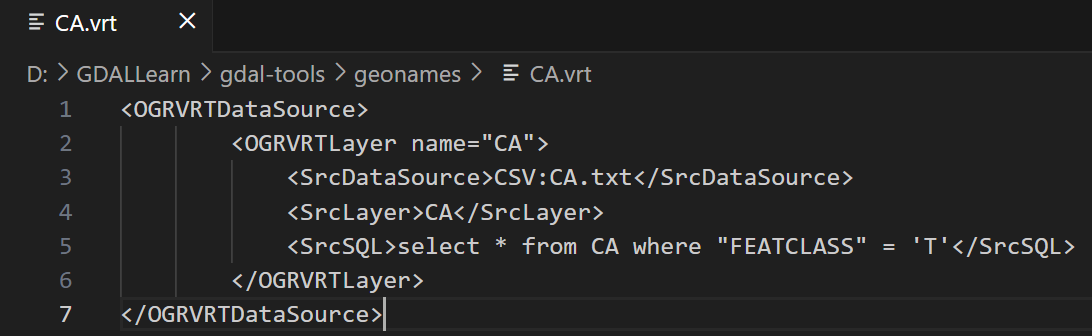 CA.vrt ×
D: > GDALLearn > gdal-tools > geonames > CA.vrt
1 <OGRVRTDataSource>
2 <OGRVRTLayer name="CA">
3 <SrcDataSource>CSV:CA.txt</SrcDataSource>
4 <SrcLayer>CA</SrcLayer>
5 <SrcSQL>select * from CA where "FEATCLASS" = 'T'</SrcSQL>
6 </OGRVRTLayer>
7 </OGRVRTDataSource>